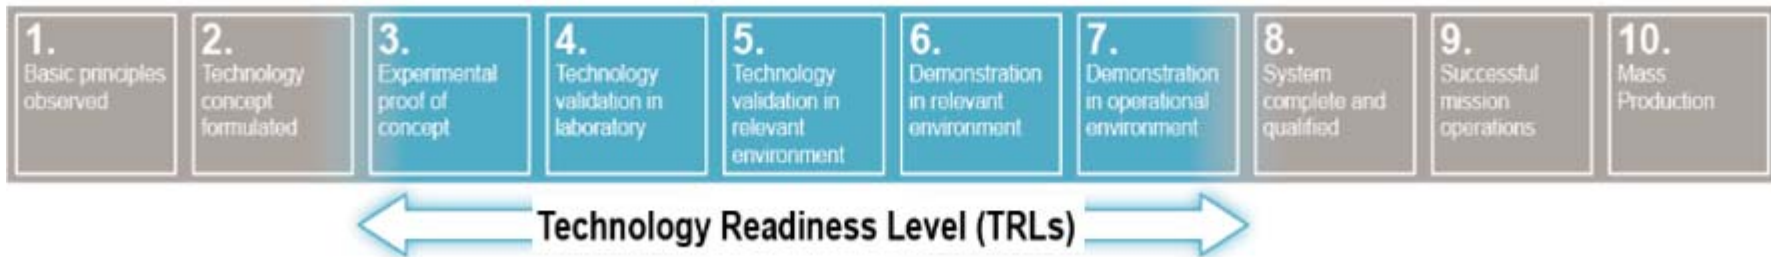 1.
Basic principles
observed
2.
Technology
concept
formulated
3.
Experimental
proof of
concept
4.
Technology
validation in
laboratory
5.
Technology
validation in
relevant
environment
6.
Demonstration
in relevant
environment
7.
Demonstration
in operational
environment
8.
System
complete and
qualified
9.
Successful
mission
operations
10.
Mass
Production
Technology Readiness Level (TRLs)